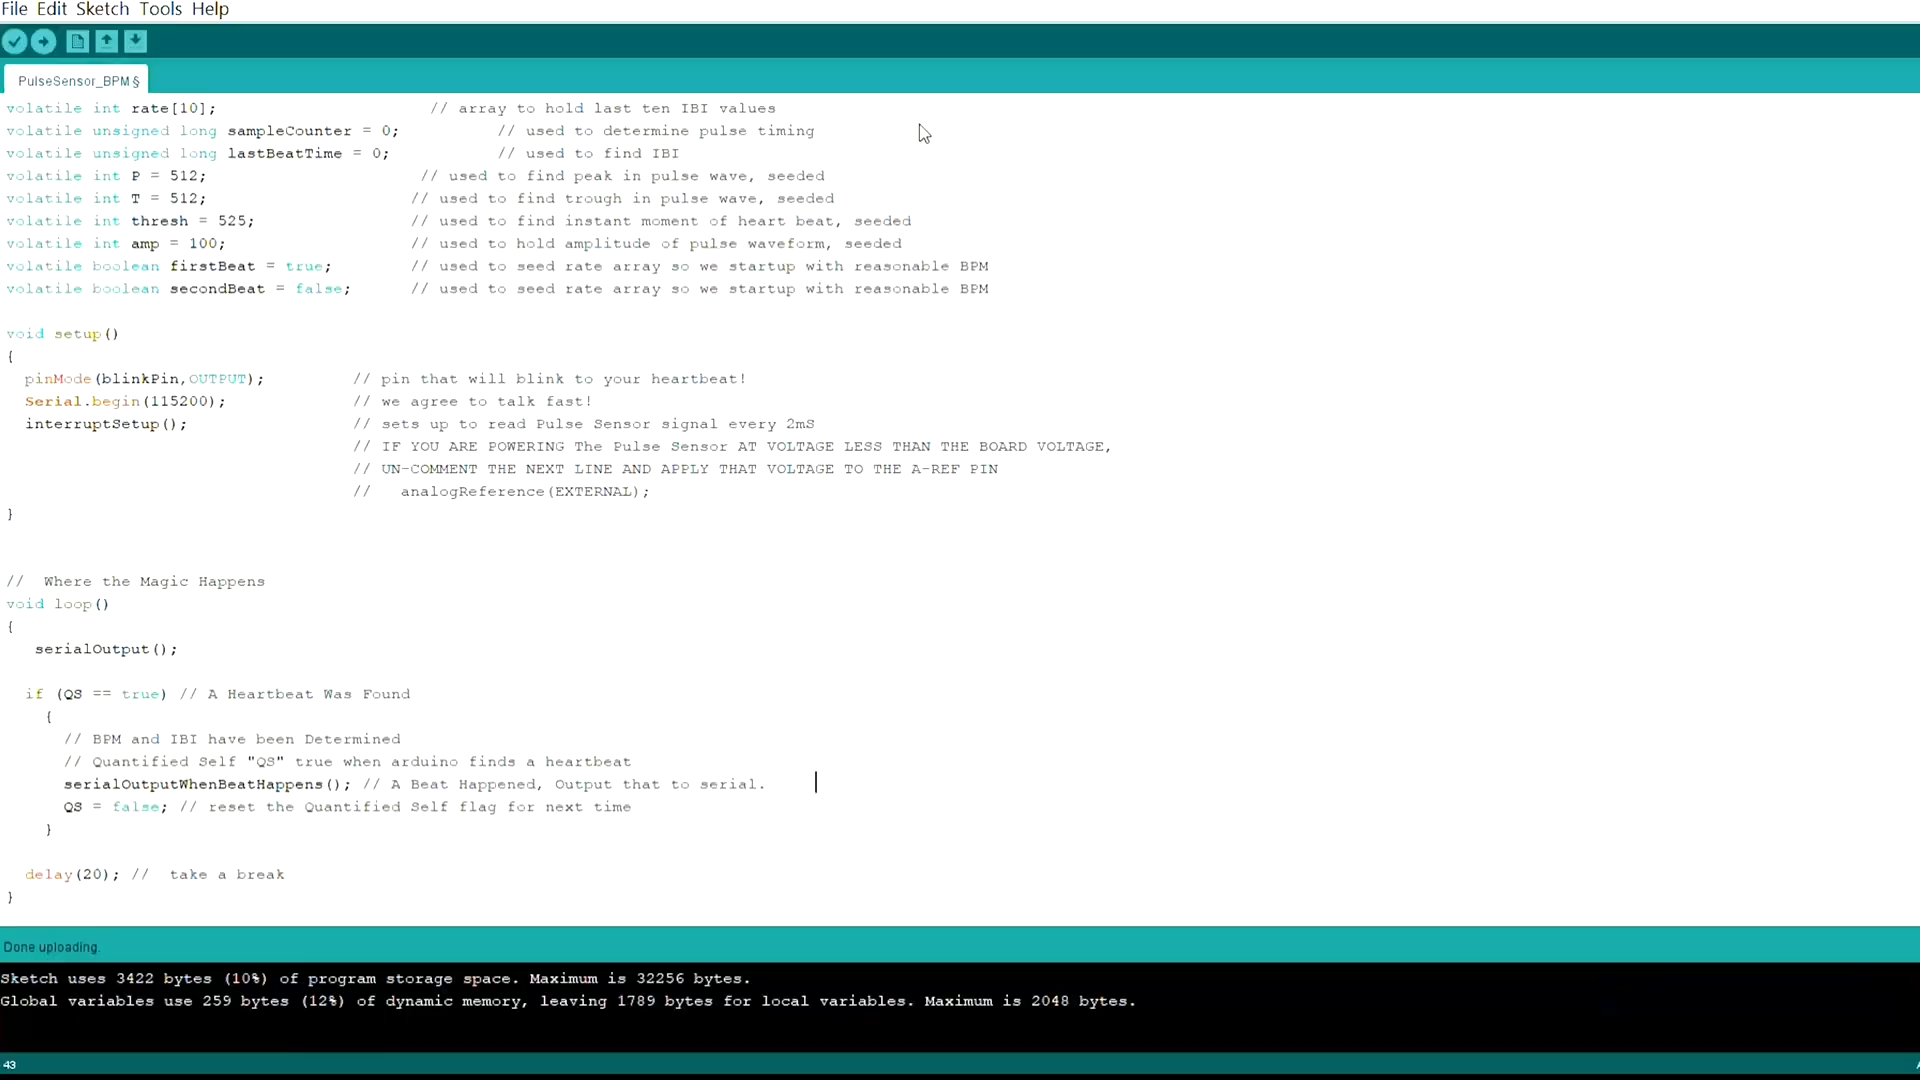 File Edit Sketch Tools Help
PulseSensor_BPM §
volatile int rate[10]; // array to hold last ten IBI values
volatile unsigned long sampleCounter = 0; // used to determine pulse timing
volatile unsigned long lastBeatTime = 0; // used to find IBI
volatile int P = 512; // used to find peak in pulse wave, seeded
volatile int T = 512; // used to find trough in pulse wave, seeded
volatile int thresh = 525; // used to find instant moment of heart beat, seeded
volatile int amp = 100; // used to hold amplitude of pulse waveform, seeded
volatile boolean firstBeat = true; // used to seed rate array so we startup with reasonable BPM
volatile boolean secondBeat = false; // used to seed rate array so we startup with reasonable BPM
void setup()
{
pinMode(blinkPin,OUTPUT); // pin that will blink to your heartbeat!
Serial.begin(115200); // we agree to talk fast!
interruptSetup(); // sets up to read Pulse Sensor signal every 2mS
// IF YOU ARE POWERING The Pulse Sensor AT VOLTAGE LESS THAN THE BOARD VOLTAGE,
// UN-COMMENT THE NEXT LINE AND APPLY THAT VOLTAGE TO THE A-REF PIN
// analogReference(EXTERNAL);
}
// Where the Magic Happens
void loop()
{
serialOutput();
if (QS == true) // A Heartbeat Was Found
{
// BPM and IBI have been Determined
// Quantified Self "QS" true when arduino finds a heartbeat
serialOutputWhenBeatHappens(); // A Beat Happened, Output that to serial.
QS = false; // reset the Quantified Self flag for next time
}
delay(20); // take a break
}
Done uploading.
Sketch uses 3422 bytes (10%) of program storage space. Maximum is 32256 bytes.
Global variables use 259 bytes (12%) of dynamic memory, leaving 1789 bytes for local variables. Maximum is 2048 bytes.
43